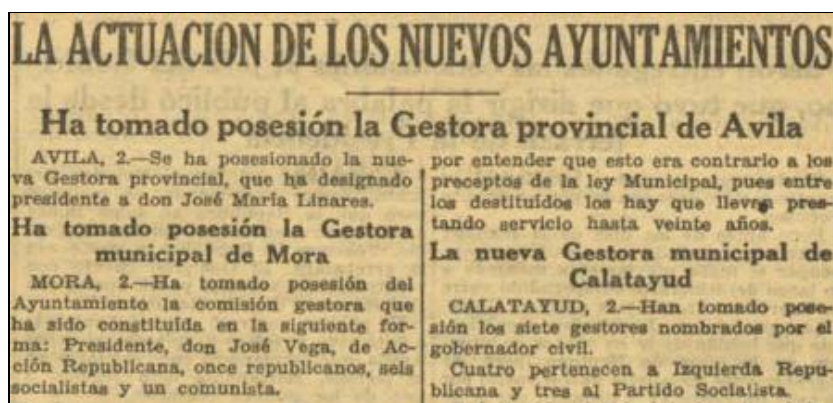 LA ACTUACION DE LOS NUEVOS AYUNTAMIENTOS
Ha tomado posesión la Gestora provincial de Avila
AVILA, 2.—Se ha posesionado la nue-
va Gestora provincial, que ha designado
presidente a don José María Linares.
Ha tomado posesión la Gestora
municipal de Mora
MORA, 2.—Ha tomado posesión del
Ayuntamiento la comisión gestora que
ha sido constituída en la siguiente for-
ma: Presidente, don José Vega, de Ac-
ción Republicana, once republicanos, seis
socialistas y un comunista.
por entender que esto era contrario a los
preceptos de la ley Municipal, pues entre
los destituídos los hay que llevan pres-
tando servicio hasta veinte años.
La nueva Gestora municipal de
Calatayud
CALATAYUD, 2.—Han tomado pose-
sión los siete gestores nombrados por el
gobernador civil.
Cuatro pertenecen a Izquierda Repu-
blicana y tres al Partido Socialista.